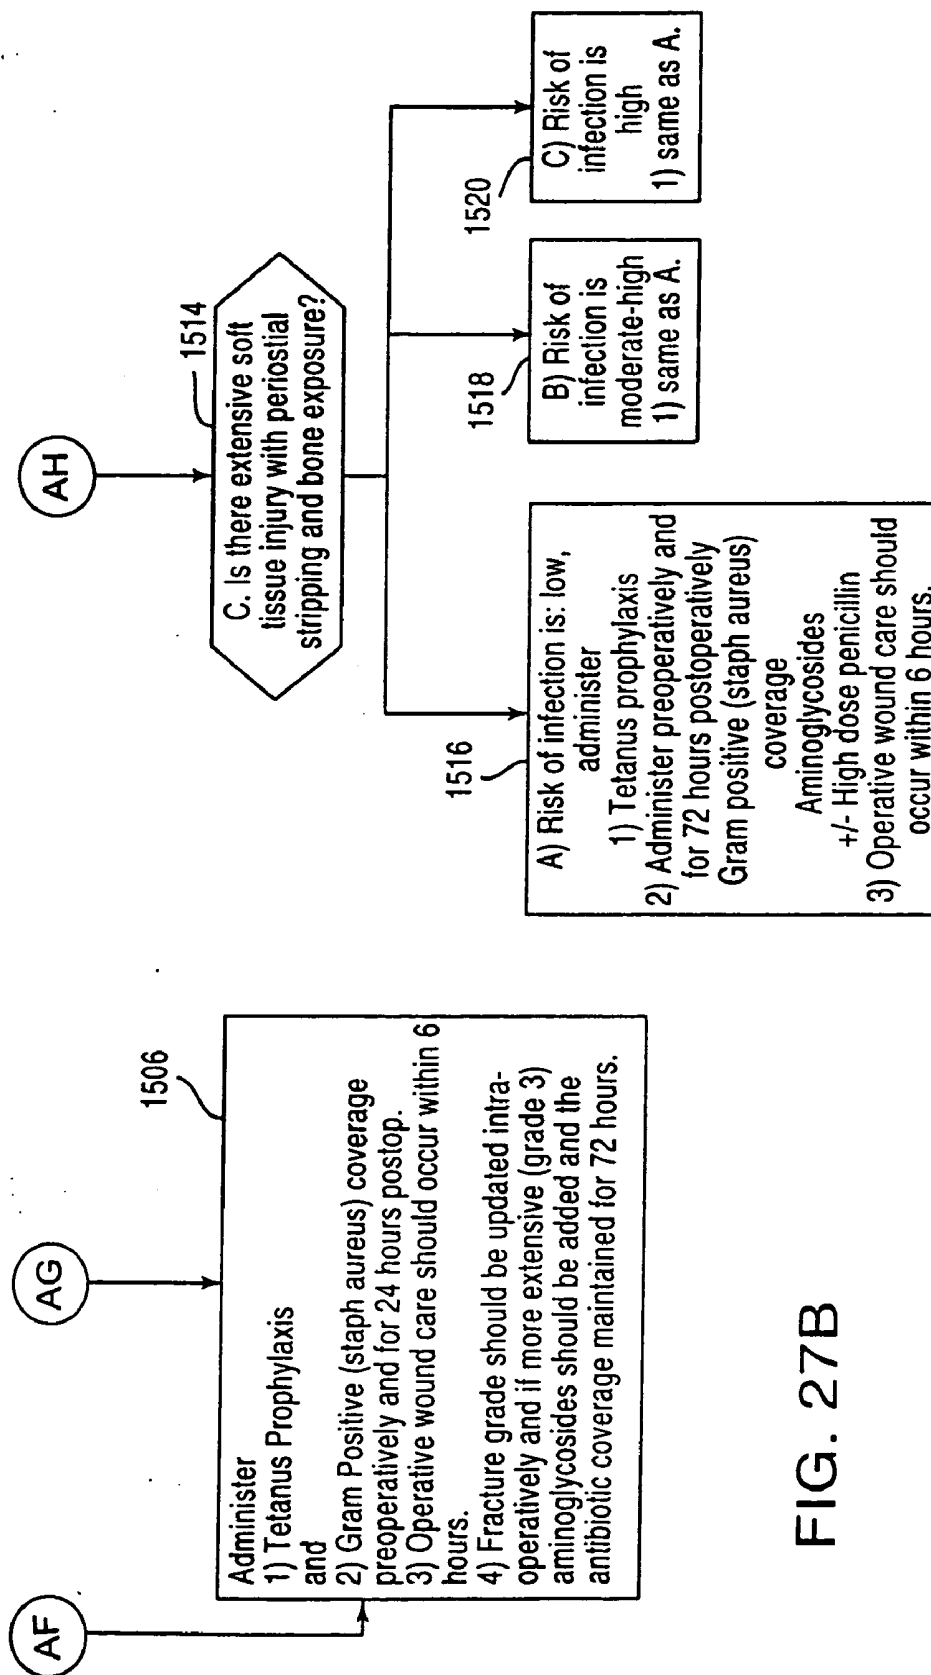 AF
AG
1506
Administer
1) Tetanus Prophylaxis
and
2) Gram Positive (staph aureus) coverage
preoperatively and for 24 hours postop.
3) Operative wound care should occur within 6
hours.
4) Fracture grade should be updated intra-
operatively and if more extensive (grade 3)
aminoglycosides should be added and the
antibiotic coverage maintained for 72 hours.
AH
1514
C. Is there extensive soft
tissue injury with periostial
stripping and bone exposure?
1516
A) Risk of infection is: low,
administer
1) Tetanus prophylaxis
2) Administer preoperatively and
for 72 hours postoperatively
Gram positive (staph aureus)
coverage
Aminoglycosides
+/- High dose penicillin
3) Operative wound care should
occur within 6 hours.
1518
B) Risk of
infection is
moderate-high
1) same as A.
1520
C) Risk of
infection is
high
1) same as A.
FIG. 27B